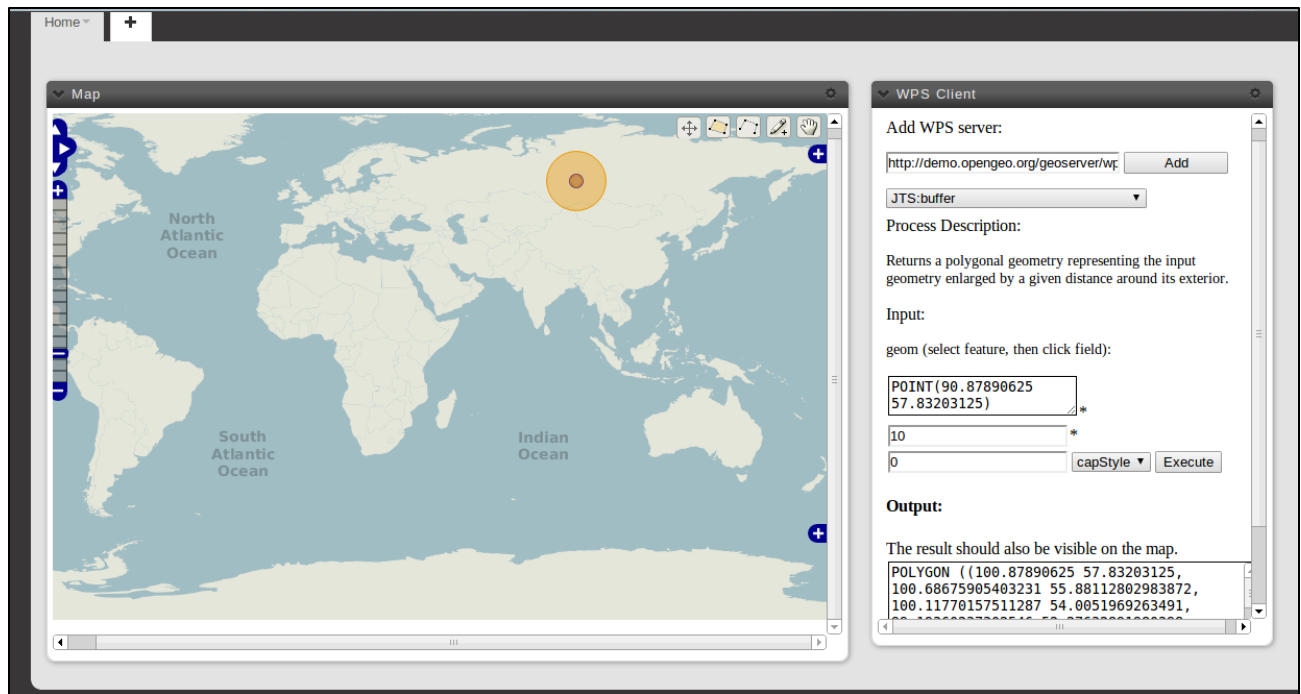 Home
Map
North
Atlantic
Ocean
South
Atlantic
Ocean
Indian
Ocean
WPS Client
Add WPS server:
http://demo.opengeo.org/geoserver/wp Add
JTS:buffer
Process Description:
Returns a polygonal geometry representing the input
geometry enlarged by a given distance around its exterior.
Input:
geom (select feature, then click field):
POINT(90.87890625
57.83203125) *
10 *
0 capStyle Execute
Output:
The result should also be visible on the map.
POLYGON ((100.87890625 57.83203125,
100.68675905403231 55.88112802983872,
100.11770157511287 54.0051969263491,